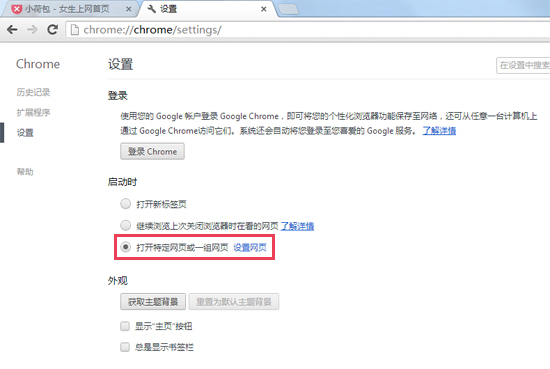 小荷包 - 女生上网首页
设置
chrome://chrome/settings/
Chrome
设置
在设置中搜索
历史记录
扩展程序
设置
帮助
登录
使用您的 Google 帐户登录 Google Chrome，即可将您的个性化浏览器功能保存至网络，还可从任意一台计算机上
通过 Google Chrome访问它们。系统还会自动将您登录至您喜爱的 Google 服务。 了解详情
登录 Chrome
启动时
打开新标签页
继续浏览上次关闭浏览器时在看的网页 了解详情
打开特定网页或一组网页 设置网页
外观
获取主题背景
重置为默认主题背景
显示“主页”按钮
总是显示书签栏